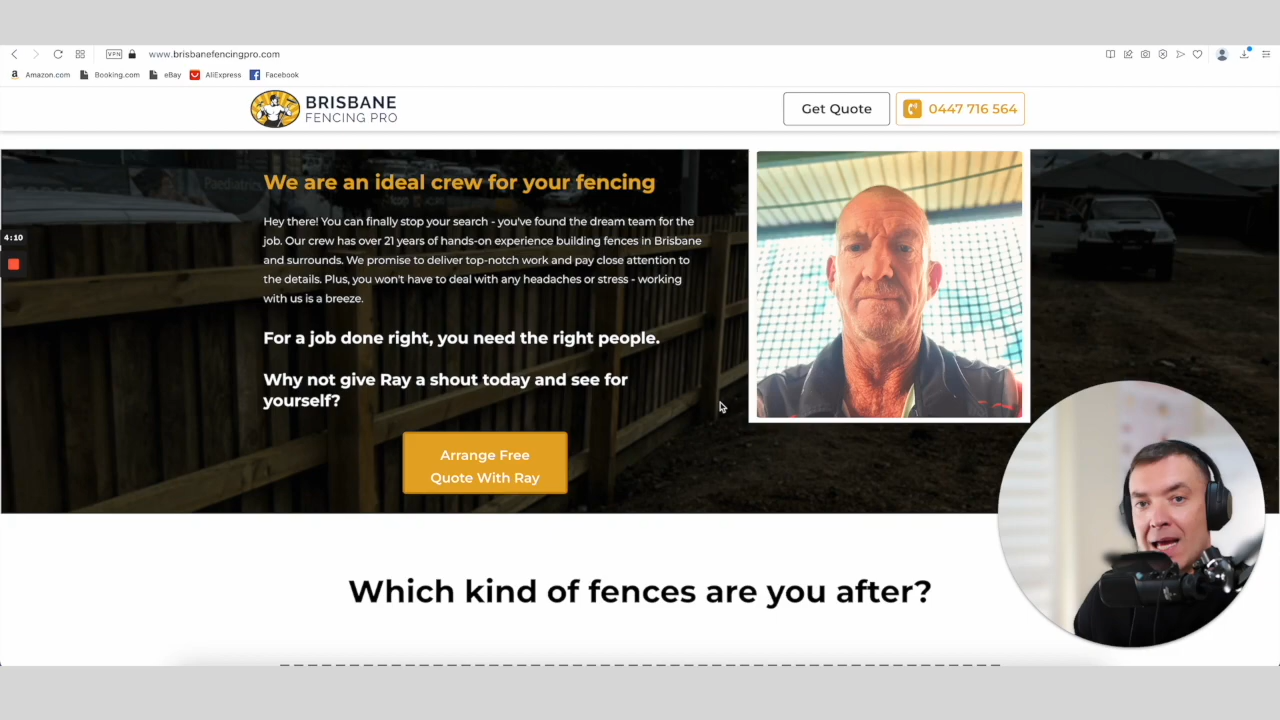 VPN
www.brisbanefencingpro.com
Amazon.com
Booking.com
eBay
AliExpress
Facebook
BRISBANE
FENCING PRO
Get Quote
0447 716 564
Paediatrics
We are an ideal crew for your fencing
Hey there! You can finally stop your search - you've found the dream team for the
job. Our crew has over 21 years of hands-on experience building fences in Brisbane
and surrounds. We promise to deliver top-notch work and pay close attention to
the details. Plus, you won't have to deal with any headaches or stress - working
with us is a breeze.
4:10
For a job done right, you need the right people.
Why not give Ray a shout today and see for
yourself?
Arrange Free
Quote With Ray
Which kind of fences are you after?